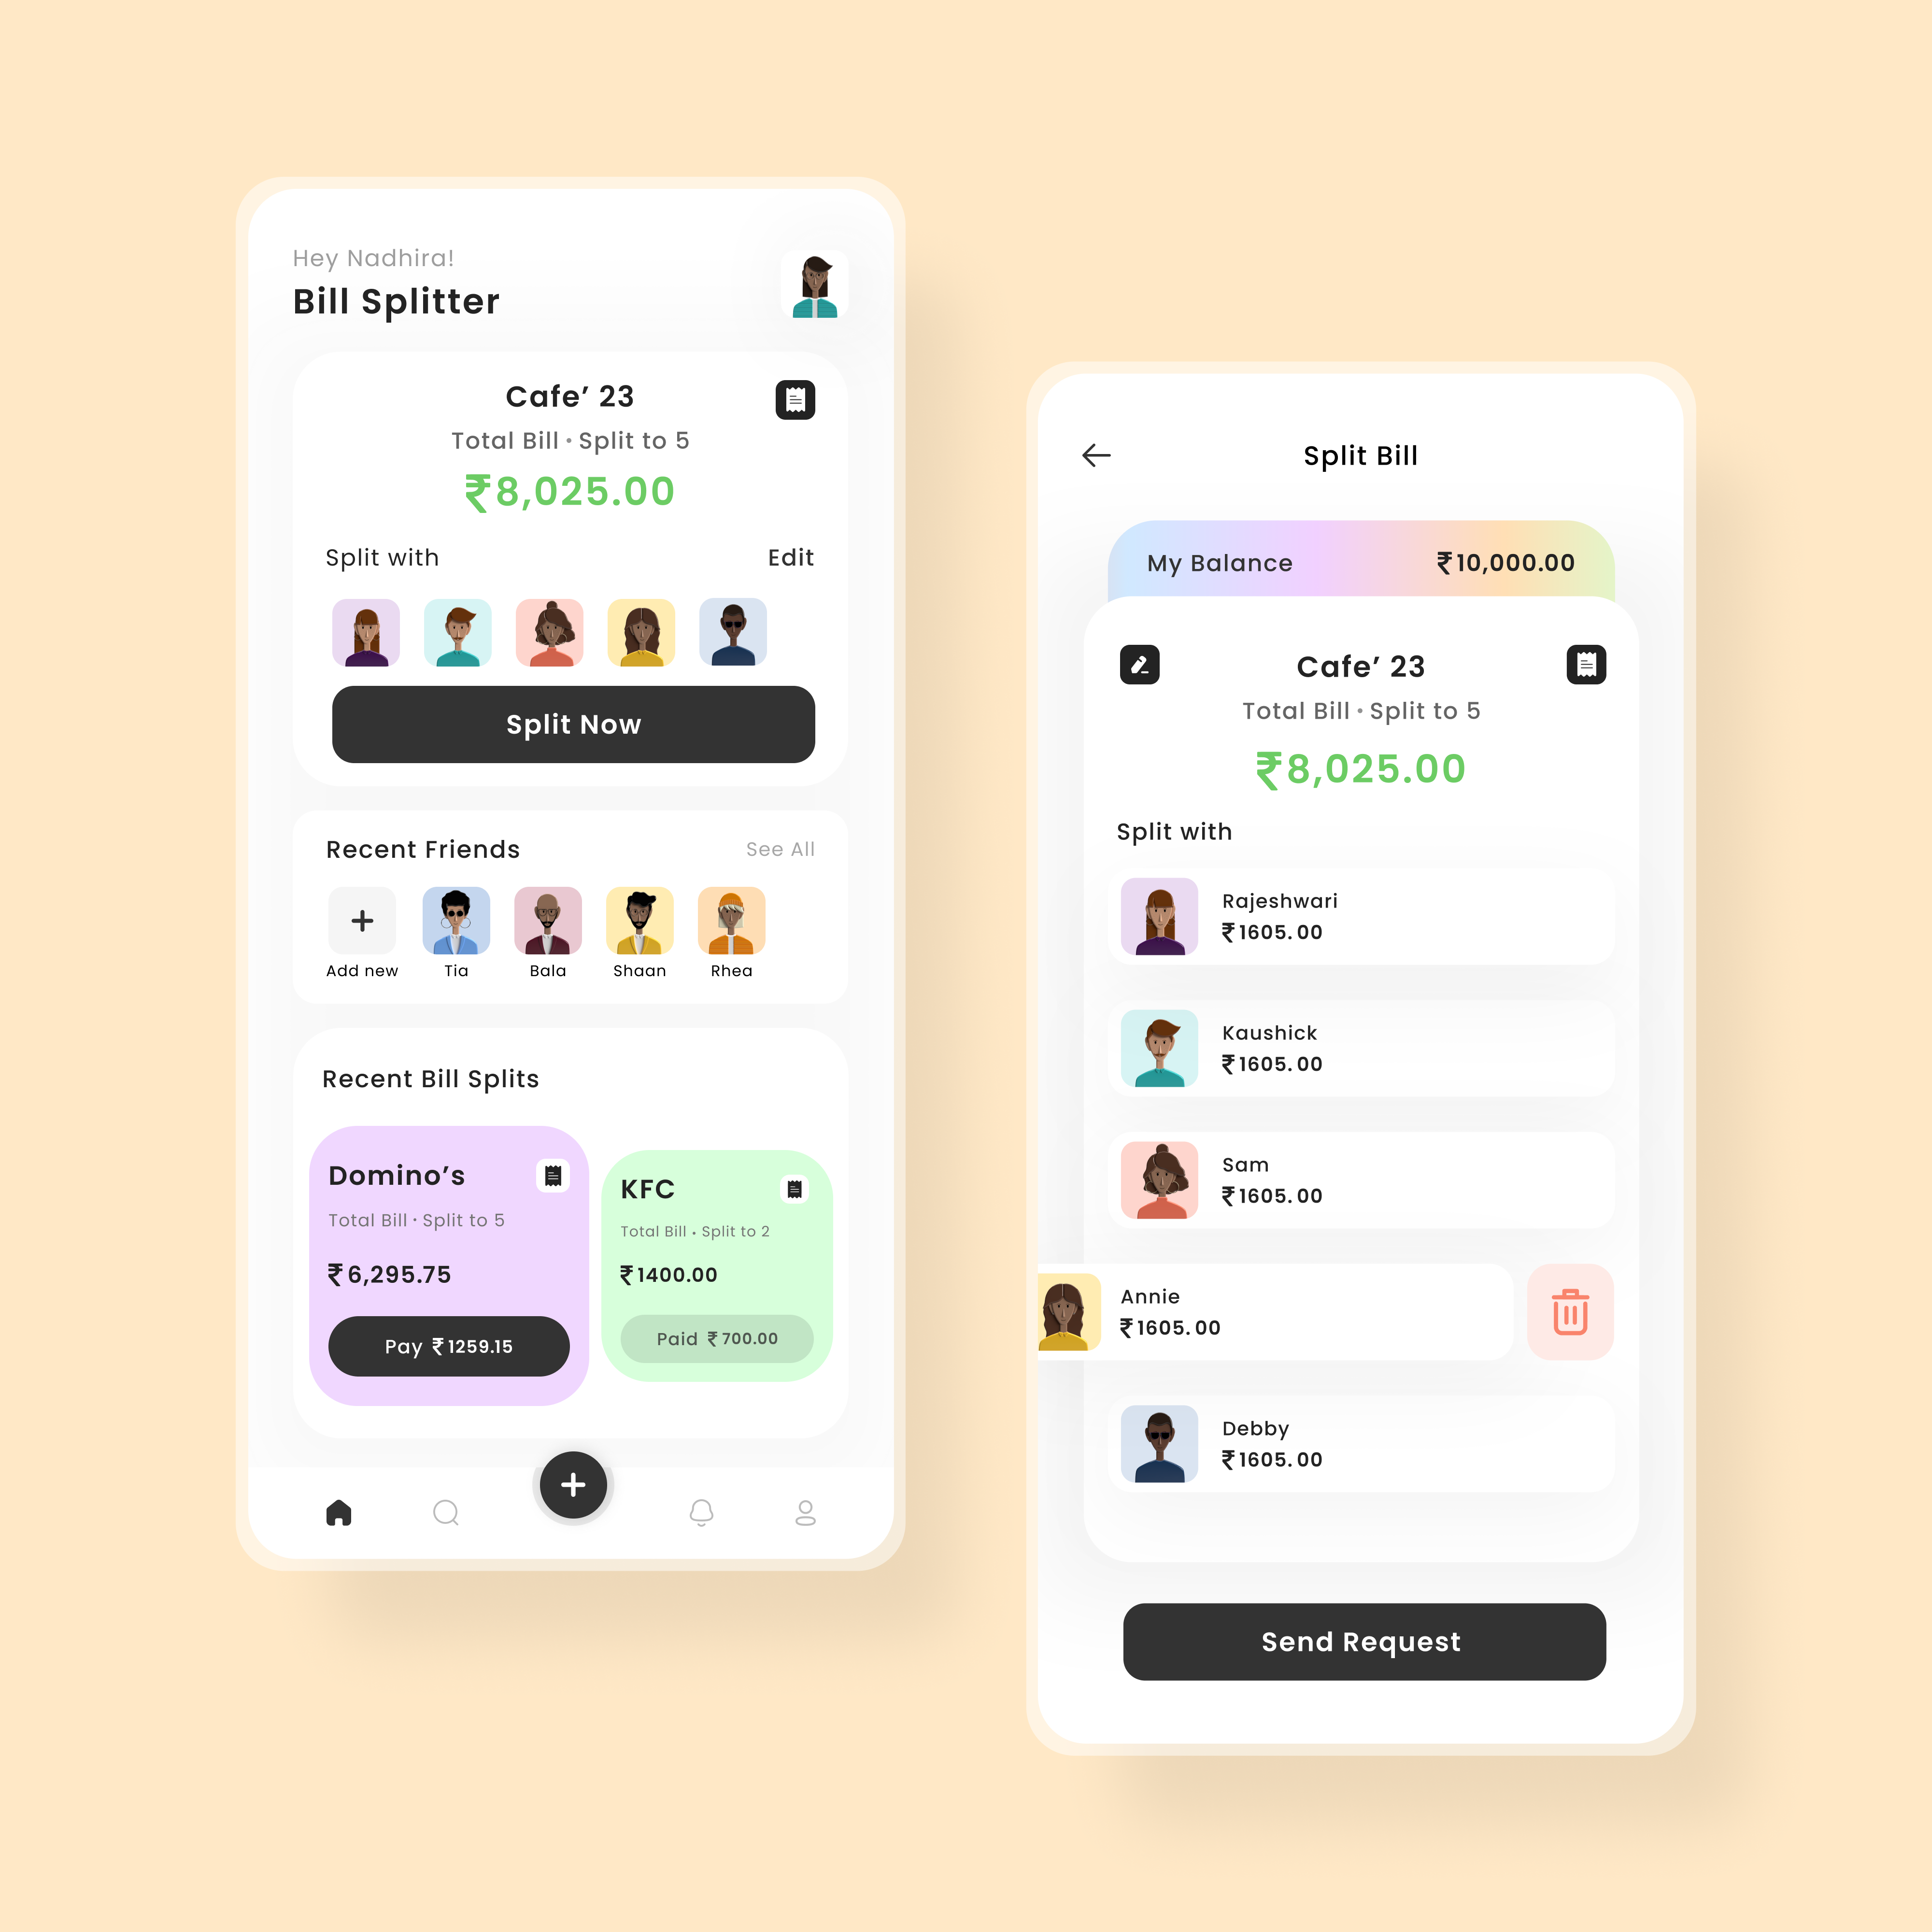 Hey Nadhira!
Bill Splitter
Cafe’ 23
Total Bill • Split to 5
₹8,025.00
Split with
Edit
Split Now
Recent Friends
See All
Add new
Tia
Bala
Shaan
Rhea
Recent Bill Splits
Domino’s
Total Bill • Split to 5
₹6,295.75
Pay ₹1259.15
KFC
Total Bill • Split to 2
₹1400.00
Paid ₹700.00
Split Bill
My Balance
₹10,000.00
Cafe’ 23
Total Bill • Split to 5
₹8,025.00
Split with
Rajeshwari
₹1605.00
Kaushick
₹1605.00
Sam
₹1605.00
Annie
₹1605.00
Debby
₹1605.00
Send Request